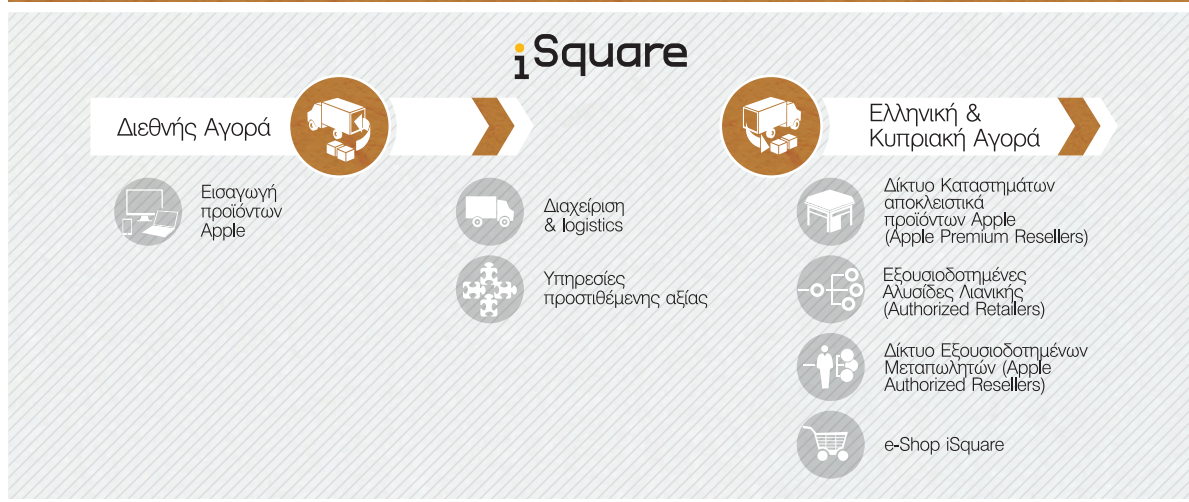 iSquare
Διεθνής Αγορά
Εισαγωγή
προϊόντων
Apple
Διαχείριση
& logistics
Υπηρεσίες
προστιθέμενης αξίας
Ελληνική &
Κυπριακή Αγορά
Δίκτυο Καταστημάτων
αποκλειστικά
προϊόντων Apple
(Apple Premium Resellers)
Εξουσιοδοτημένες
Αλυσίδες Λιανικής
(Authorized Retailers)
Δίκτυο Εξουσιοδοτημένων
Μεταπωλητών (Apple
Authorized Resellers)
e-Shop iSquare